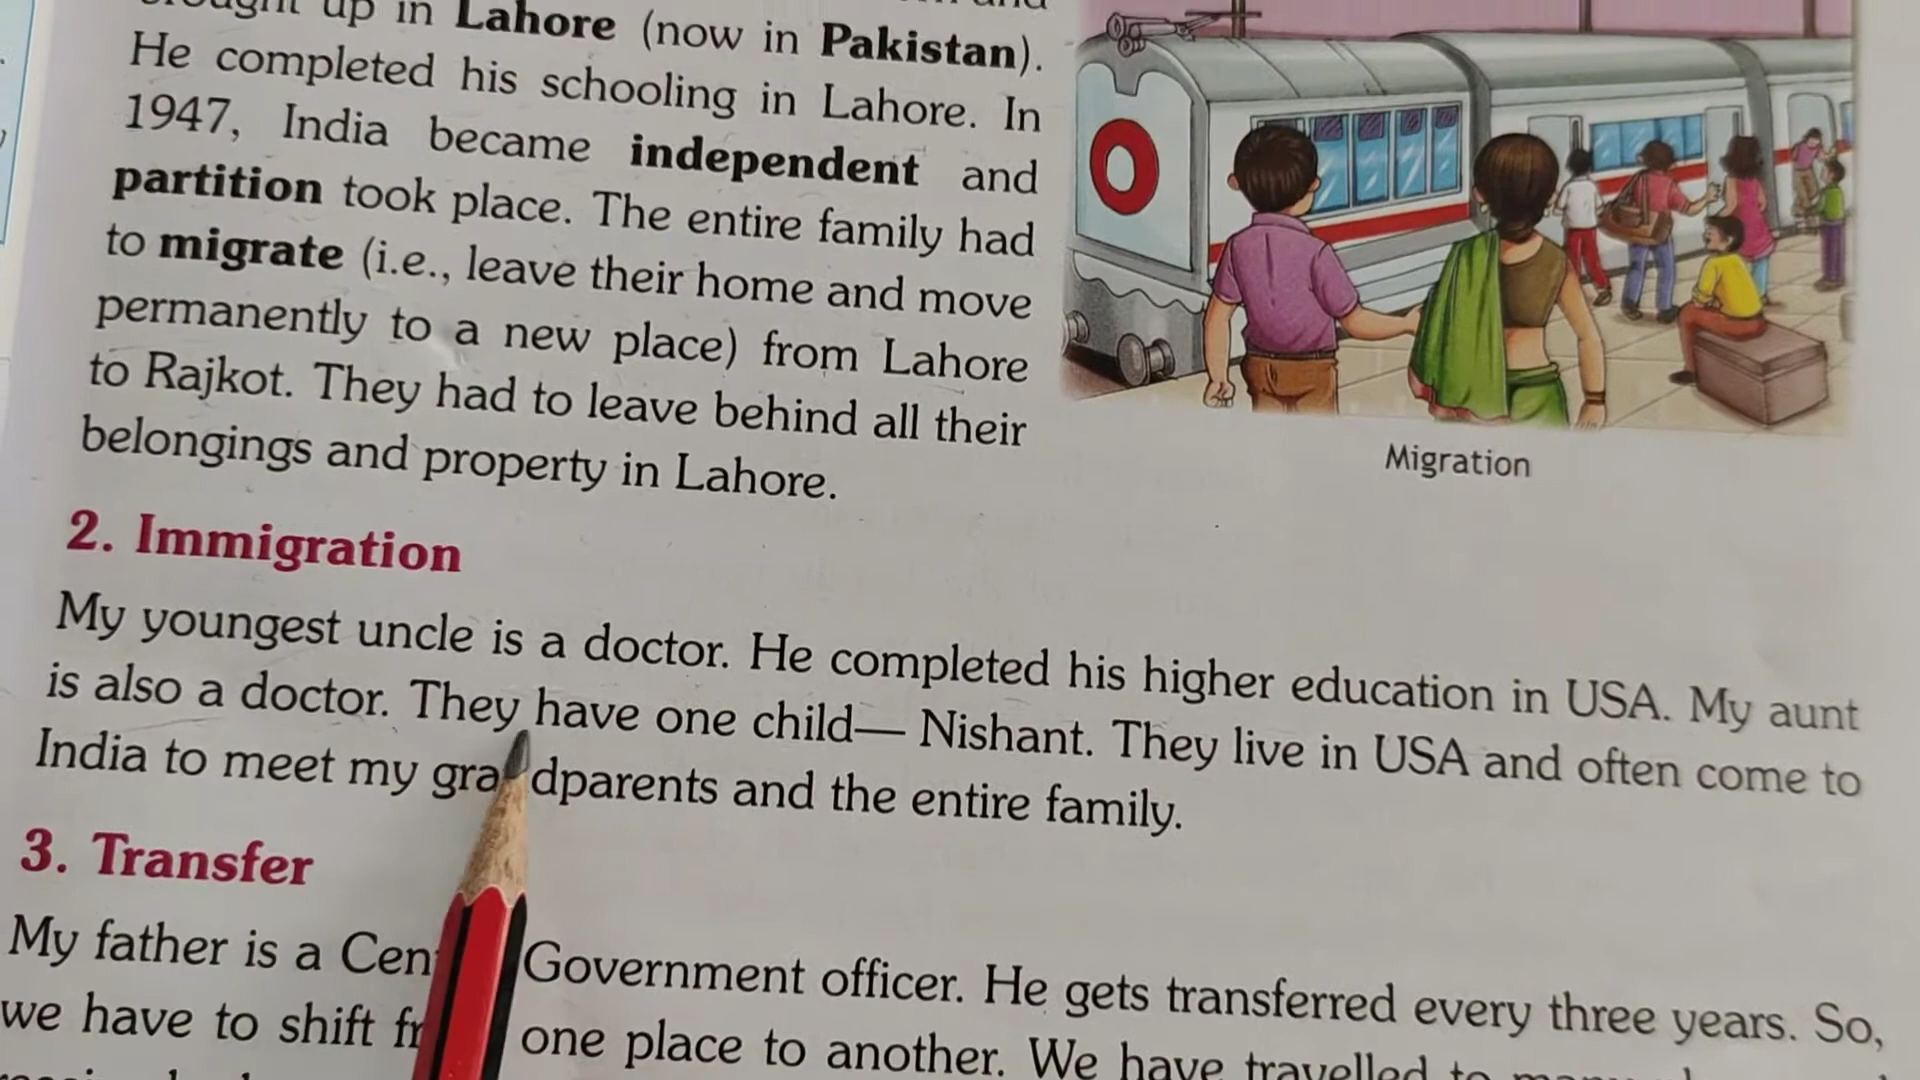 up in Lahore (now in Pakistan).
He completed his schooling in Lahore. In
1947, India became independent and
partition took place. The entire family had
to migrate (i.e., leave their home and move
permanently to a new place) from Lahore
to Rajkot. They had to leave behind all their
belongings and property in Lahore.
Migration
2. Immigration
My youngest uncle is a doctor. He completed his higher education in USA. My aunt
is also a doctor. They have one child— Nishant. They live in USA and often come to
India to meet my gra dparents and the entire family.
3. Transfer
My father is a Cen Government officer. He gets transferred every three years. So,
we have to shift fr one place to another. We have travelled to